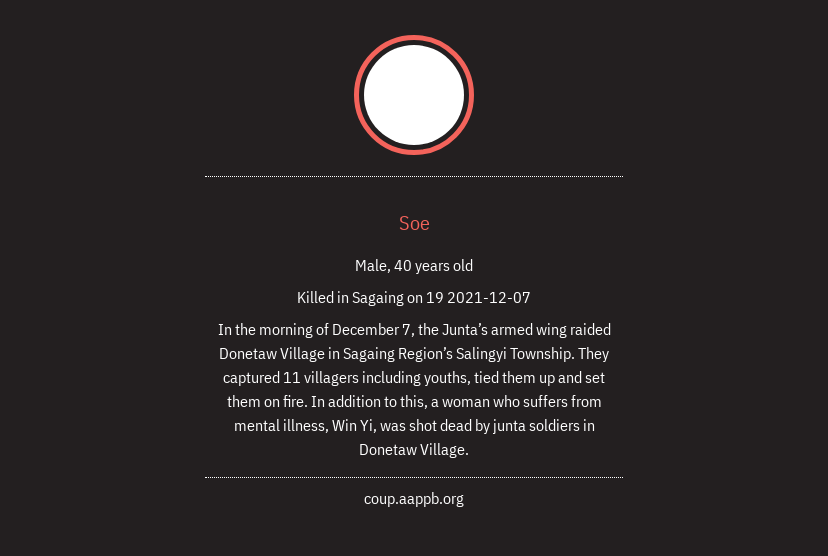 Soe
Male, 40 years old
Killed in Sagaing on 19 2021-12-07
In the morning of December 7, the Junta’s armed wing raided
Donetaw Village in Sagaing Region’s Salingyi Township. They
captured 11 villagers including youths, tied them up and set
them on fire. In addition to this, a woman who suffers from
mental illness, Win Yi, was shot dead by junta soldiers in
Donetaw Village.
coup.aappb.org